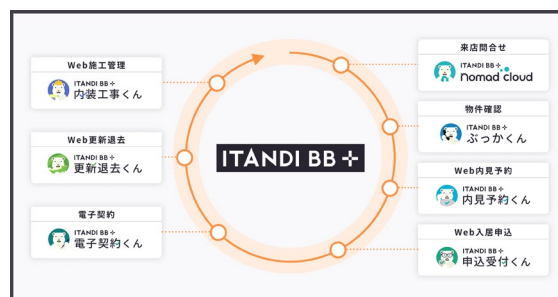 Web施工管理
ITANDI BB +
内装工事くん
Web更新退去
ITANDI BB +
更新退去くん
電子契約
ITANDI BB +
電子契約くん
ITANDI BB +
来店問合せ
ITANDI BB +
nomad cloud
物件確認
ITANDI BB +
ぶっかくん
Web内見予約
ITANDI BB +
内見予約くん
Web入居申込
ITANDI BB +
申込受付くん